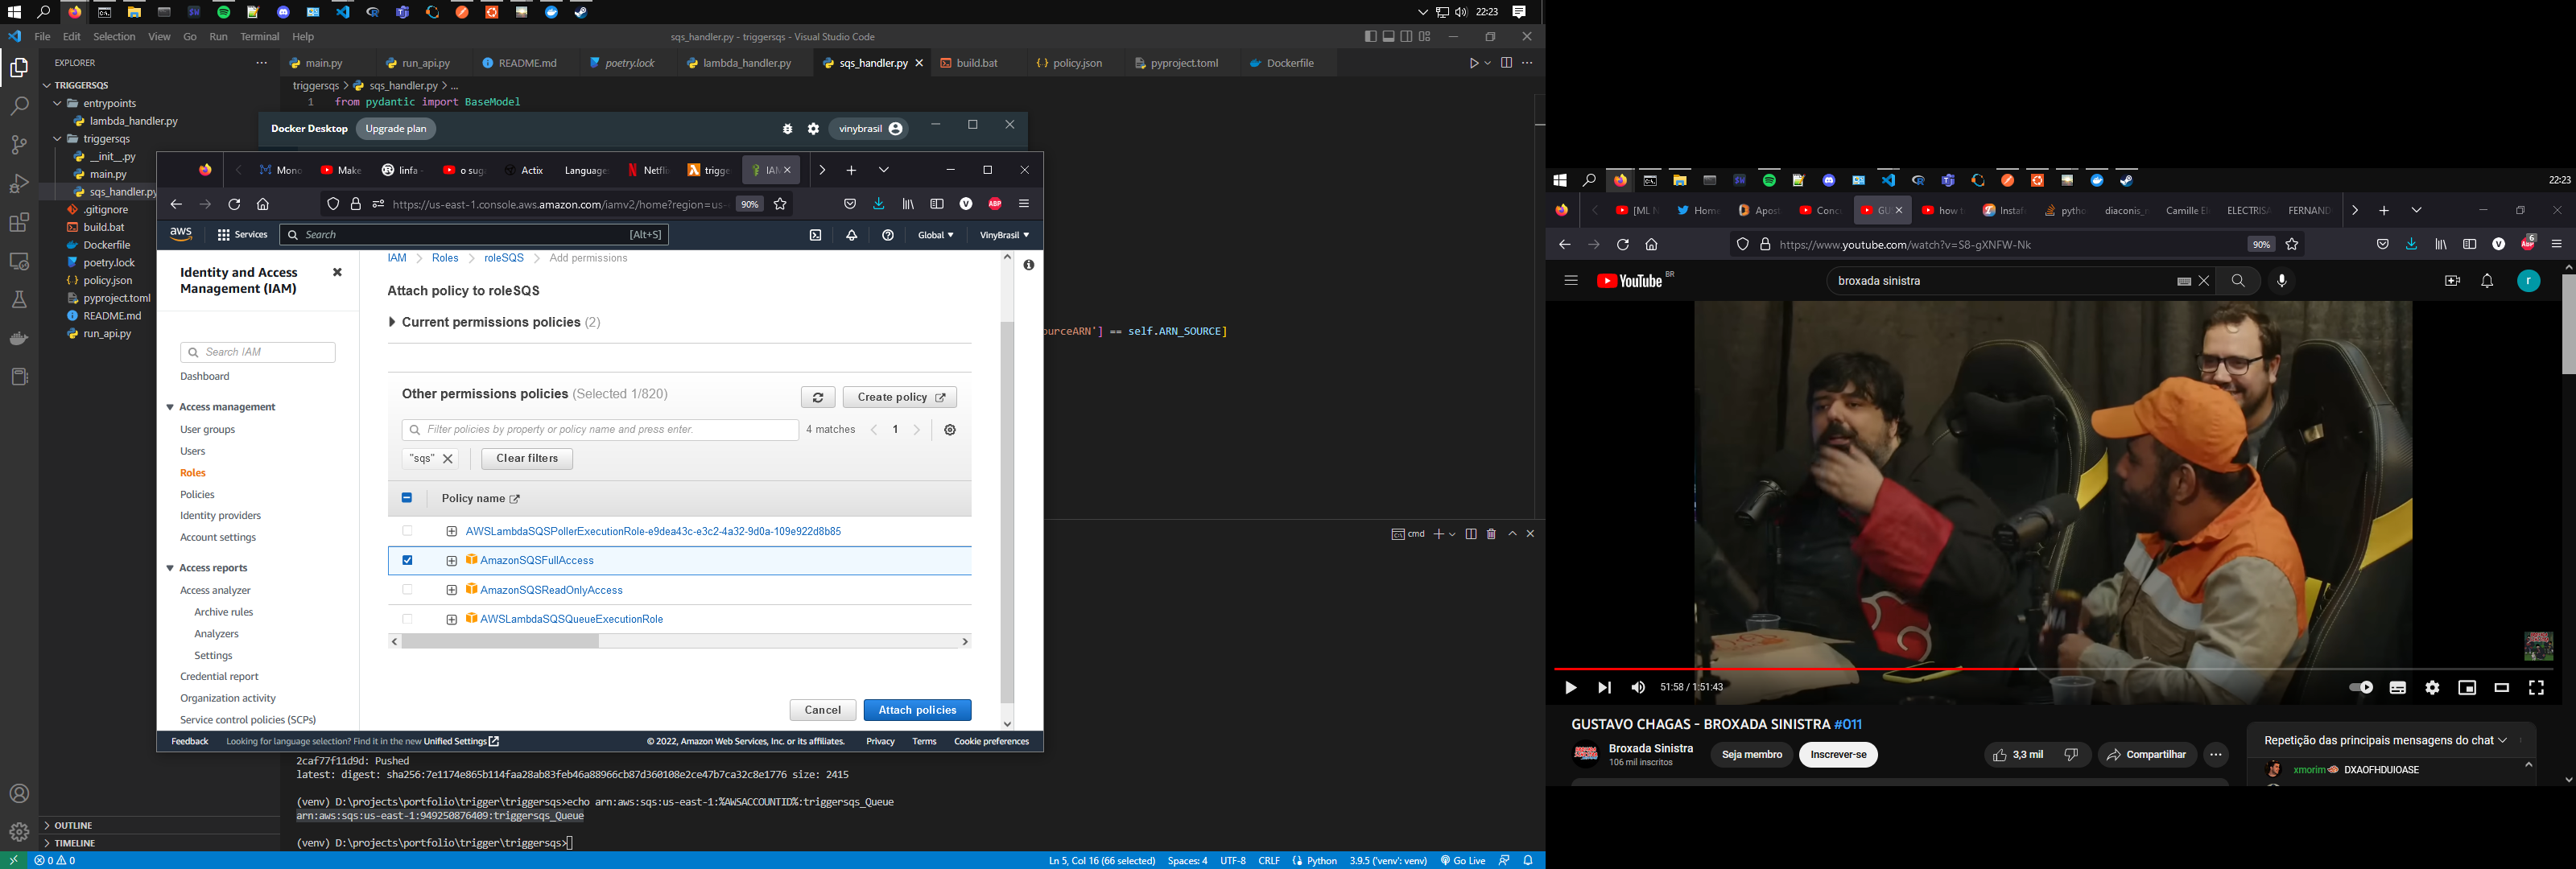 22:23
File Edit Selection View Go Run Terminal Help
sqs_handler.py - triggersqs - Visual Studio Code
EXPLORER
TRIGGERSQS
entrypoints
lambda_handler.py
triggersqs
__init__.py
main.py
sqs_handler.py
.gitignore
build.bat
Dockerfile
poetry.lock
policy.json
pyproject.toml
README.md
run_api.py
OUTLINE
TIMELINE
main.py run_api.py README.md poetry.lock lambda_handler.py sqs_handler.py build.bat policy.json pyproject.toml Dockerfile
triggersqs > sqs_handler.py > ...
1 from pydantic import BaseModel
ourceARN'] == self.ARN_SOURCE]
Docker Desktop Upgrade plan vinybrasil
Mono Make linfa - o sug Actix Language Netfli trigge IAM
https://us-east-1.console.aws.amazon.com/iamv2/home?region=us- 90%
aws Services Search [Alt+S] Global VinyBrasil
Identity and Access
Management (IAM)
Search IAM
Dashboard
Access management
User groups
Users
Roles
Policies
Identity providers
Account settings
Access reports
Access analyzer
Archive rules
Analyzers
Settings
Credential report
Organization activity
Service control policies (SCPs)
IAM > Roles > roleSQS > Add permissions
Attach policy to roleSQS
Current permissions policies (2)
Other permissions policies (Selected 1/820)
Create policy
Filter policies by property or policy name and press enter.
4 matches 1
"sqs" Clear filters
Policy name
AWSLambdaSQSPollerExecutionRole-e9dea43c-e3c2-4a32-9d0a-109e922d8b85
AmazonSQSFullAccess
AmazonSQSReadOnlyAccess
AWSLambdaSQSQueueExecutionRole
Cancel Attach policies
Feedback Looking for language selection? Find it in the new Unified Settings © 2022, Amazon Web Services, Inc. or its affiliates. Privacy Terms Cookie preferences
cmd
2caf77f11d9d: Pushed
latest: digest: sha256:7e1174e865b114faa28ab83feb46a88966cb87d360108e2ce47b7ca32c8e1776 size: 2415
(venv) D:\projects\portfolio\trigger\triggersqs>echo arn:aws:sqs:us-east-1:%AWSACCOUNTID%:triggersqs_Queue
arn:aws:sqs:us-east-1:949250876409:triggersqs_Queue
(venv) D:\projects\portfolio\trigger\triggersqs>
0 0 Ln 5, Col 16 (66 selected) Spaces: 4 UTF-8 CRLF Python 3.9.5 ('venv': venv) Go Live
22:23
[ML N Home Apost Conc GU how t Instaf pytho diaconis_r Camille El ELECTRISA FERNAND
https://www.youtube.com/watch?v=S8-gXNFW-Nk 90% 6
YouTube BR
broxada sinistra
r
51:58 / 1:51:43
GUSTAVO CHAGAS - BROXADA SINISTRA #011
Broxada Sinistra
106 mil inscritos
Seja membro Inscrever-se 3,3 mil Compartilhar
Repetição das principais mensagens do chat
xmorim DXAOFHDUIOASE